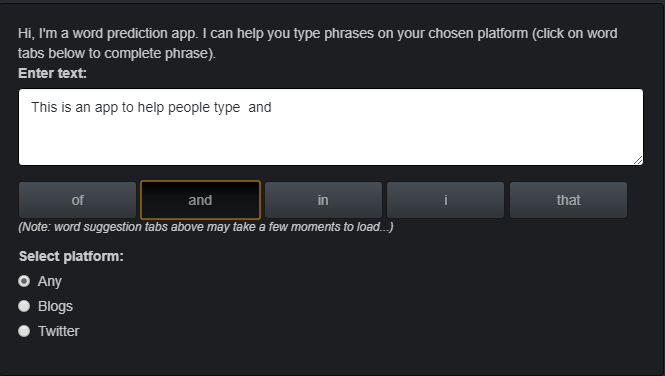 Hi, I'm a word prediction app. I can help you type phrases on your chosen platform (click on word
tabs below to complete phrase).
Enter text:
This is an app to help people type  and
of and in i that
(Note: word suggestion tabs above may take a few moments to load...)
Select platform:
Any
Blogs
Twitter